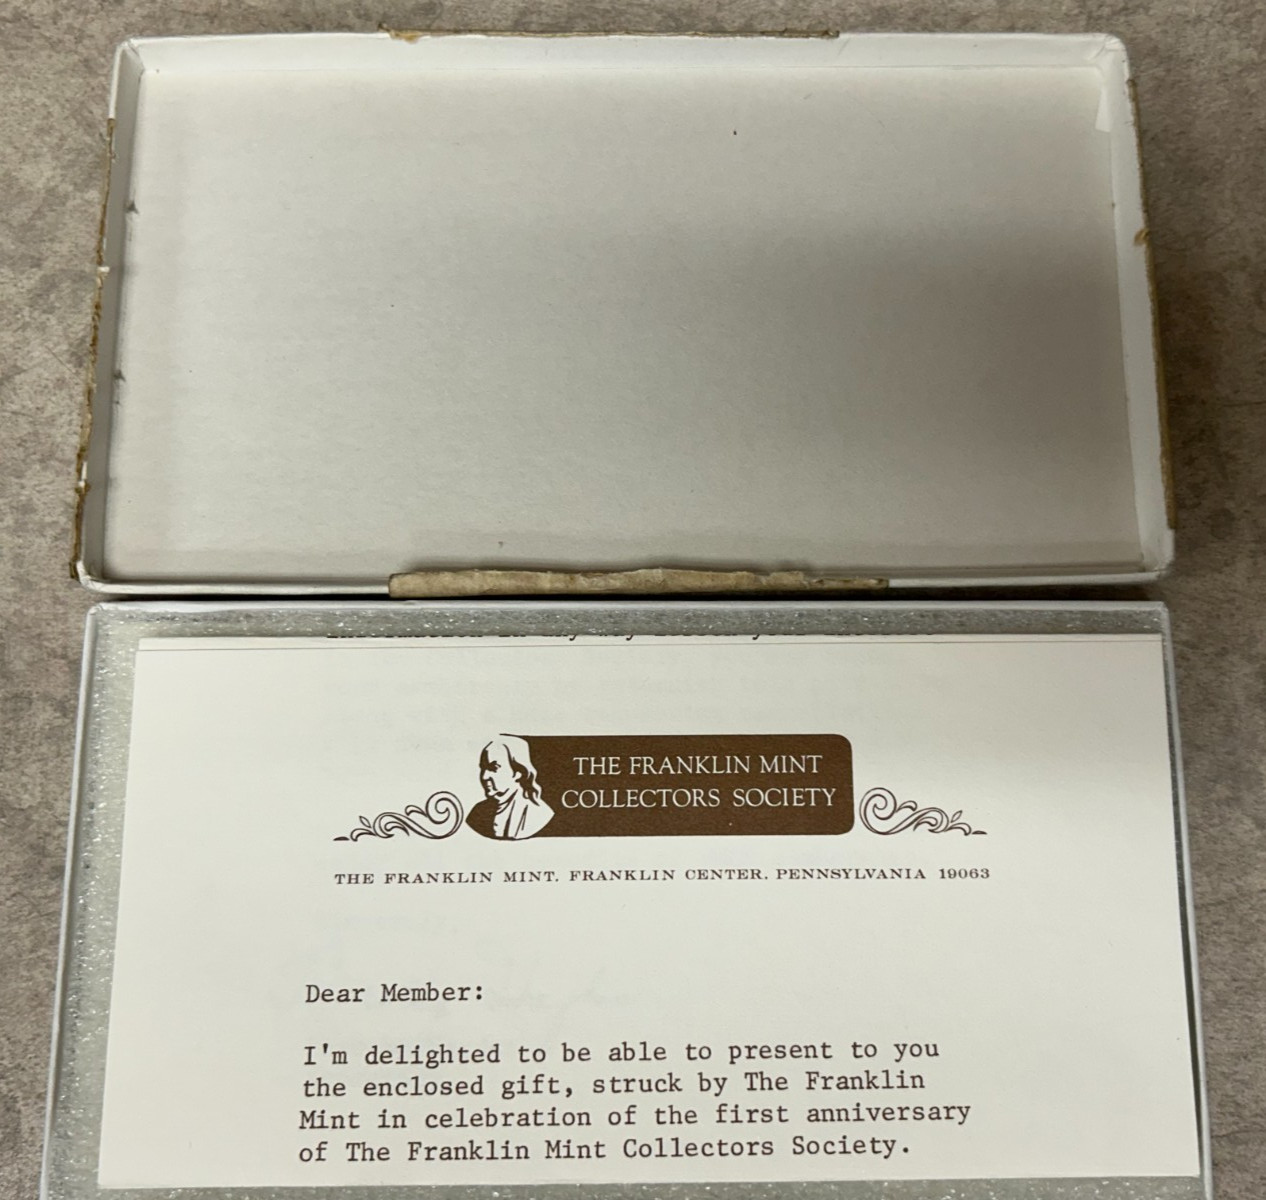 THE FRANKLIN MINT
COLLECTORS SOCIETY
THE FRANKLIN MINT, FRANKLIN CENTER, PENNSYLVANIA 19063
Dear Member:
I'm delighted to be able to present to you
the enclosed gift, struck by The Franklin
Mint in celebration of the first anniversary
of The Franklin Mint Collectors Society.